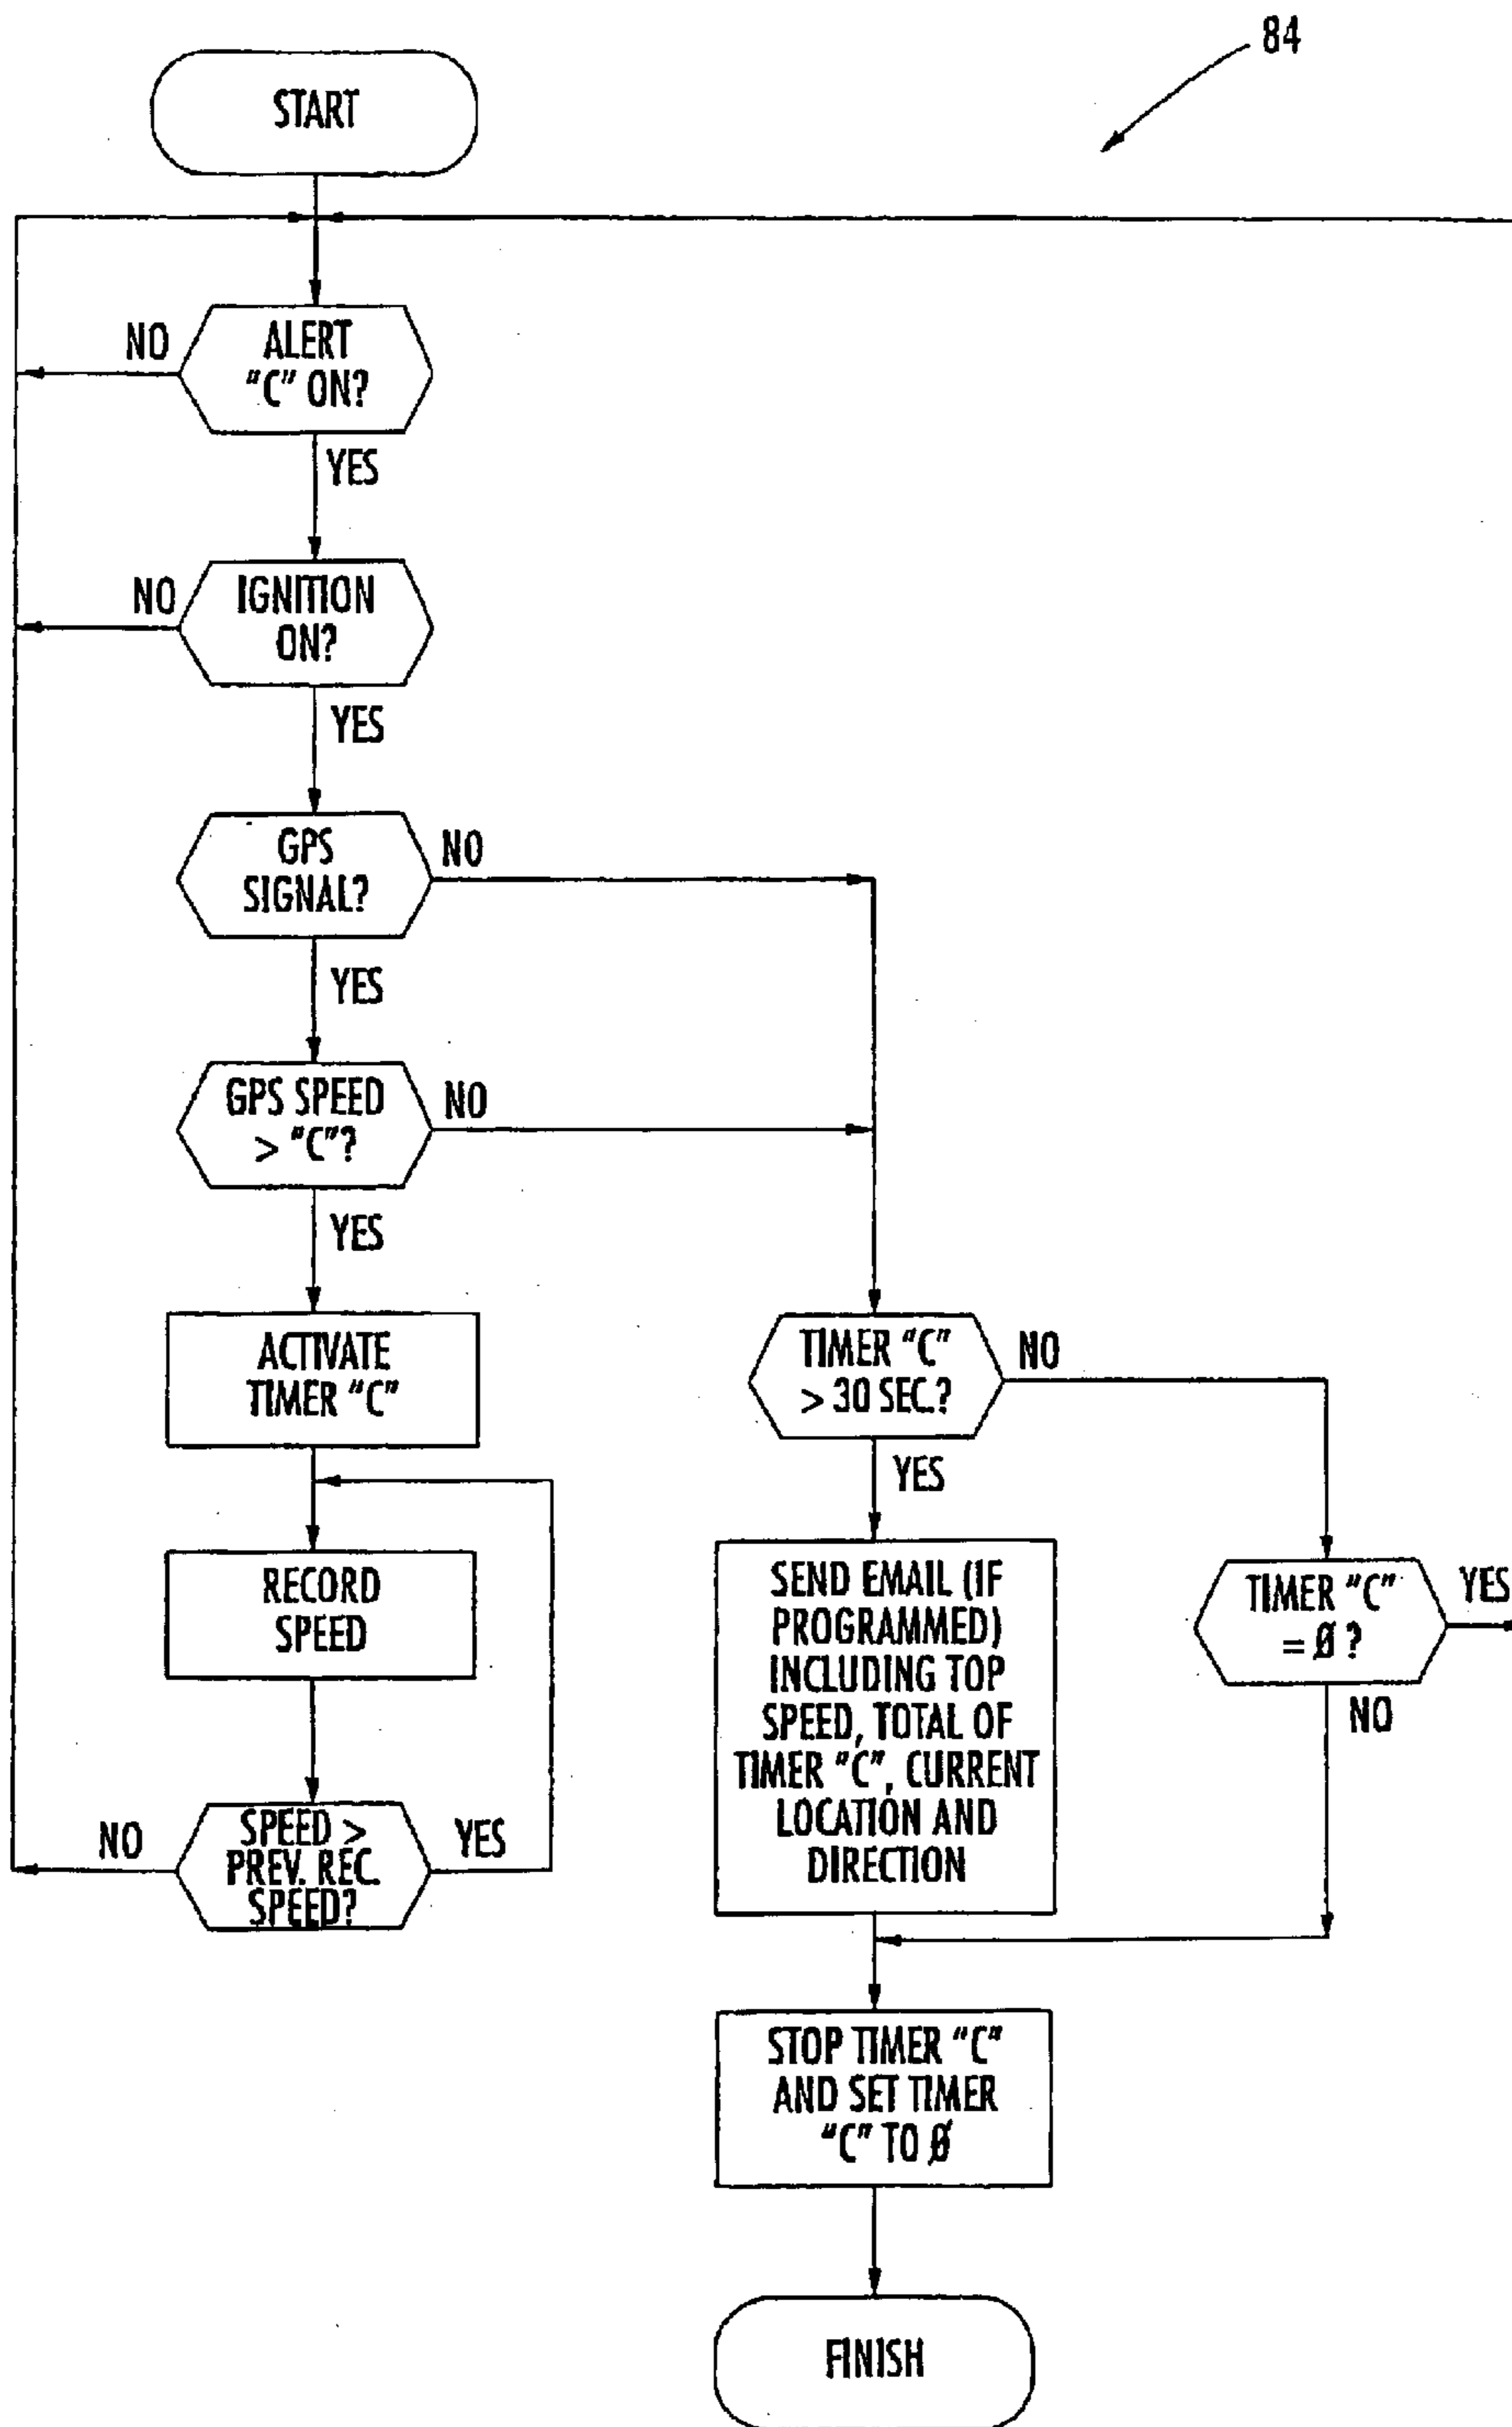 84
START
NO
ALERT
"C" ON?
YES
NO
IGNITION
ON?
YES
GPS
SIGNAL?
NO
YES
GPS SPEED
> "C"?
NO
YES
ACTIVATE
TIMER "C"
TIMER "C"
> 30 SEC.?
NO
YES
RECORD
SPEED
SEND EMAIL (IF
PROGRAMMED)
INCLUDING TOP
SPEED, TOTAL OF
TIMER "C", CURRENT
LOCATION AND
DIRECTION
TIMER "C"
= Ø ?
YES
NO
NO
SPEED >
PREV. REC.
SPEED?
YES
STOP TIMER "C"
AND SET TIMER
"C" TO Ø
FINISH